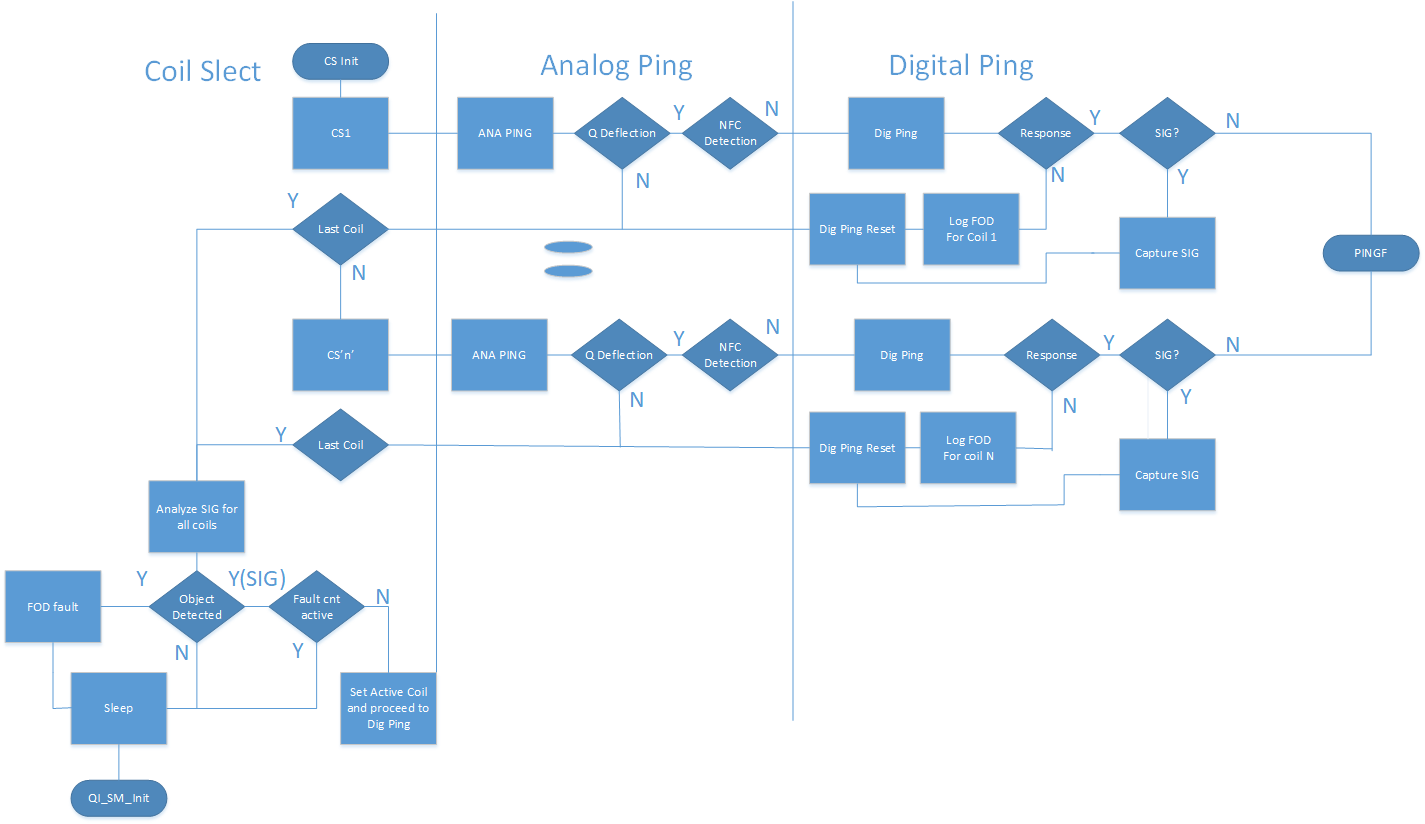 Coil Slect
Analog Ping
Digital Ping
CS Init
CS1
ANA PING
Q Deflection
Y
NFC
Detection
N
Dig Ping
Response
Y
SIG?
N
N
N
Y
Y
Last Coil
N
Dig Ping Reset
Log FOD
For Coil 1
Capture SIG
PINGF
CS'n'
ANA PING
Q Deflection
Y
NFC
Detection
N
Dig Ping
Response
Y
SIG?
N
N
N
Y
Y
Last Coil
Dig Ping Reset
Log FOD
For coil N
Capture SIG
Analyze SIG for
all coils
FOD fault
Y
Object
Detected
Y(SIG)
Fault cnt
active
N
N
Y
Sleep
Set Active Coil
and proceed to
Dig Ping
QI_SM_Init